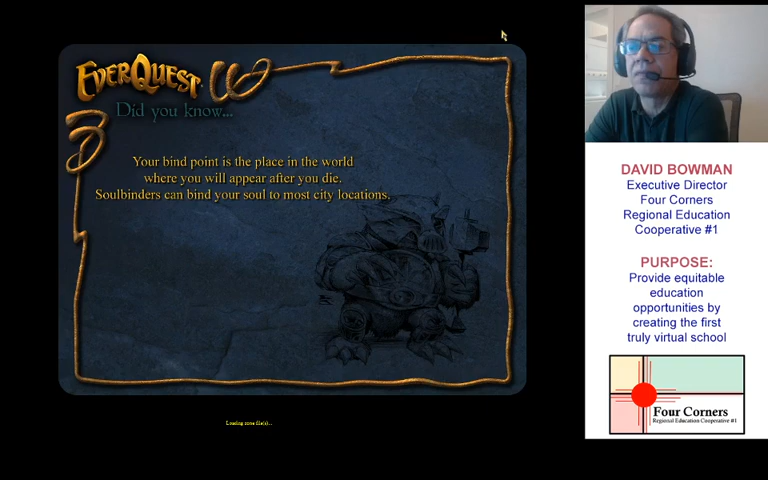 EVERQUEST
Did you know...
Your bind point is the place in the world
where you will appear after you die.
Soulbinders can bind your soul to most city locations.
Loading zone file(s)...
DAVID BOWMAN
Executive Director
Four Corners
Regional Education
Cooperative #1
PURPOSE:
Provide equitable
education
opportunities by
creating the first
truly virtual school
Four Corners
Regional Education Cooperative #1